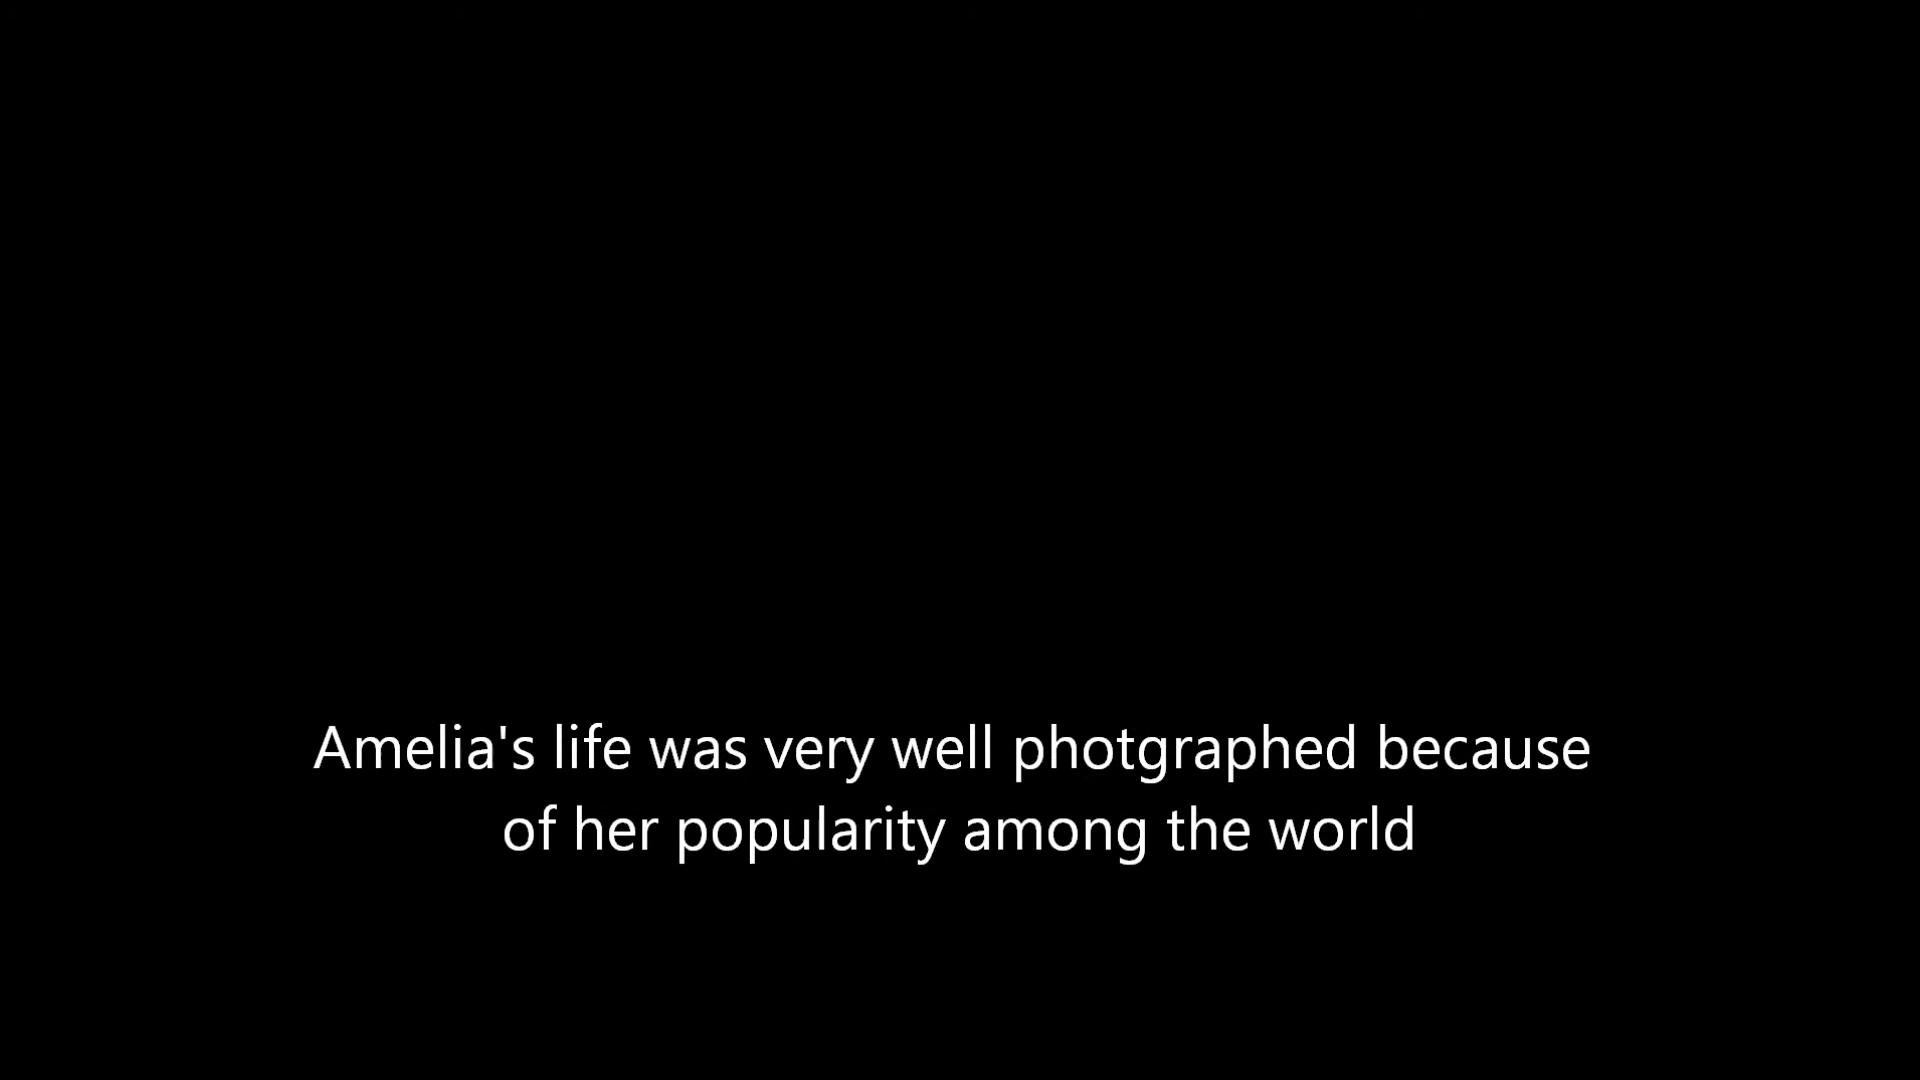 Amelia's life was very well photgraphed because
of her popularity among the world